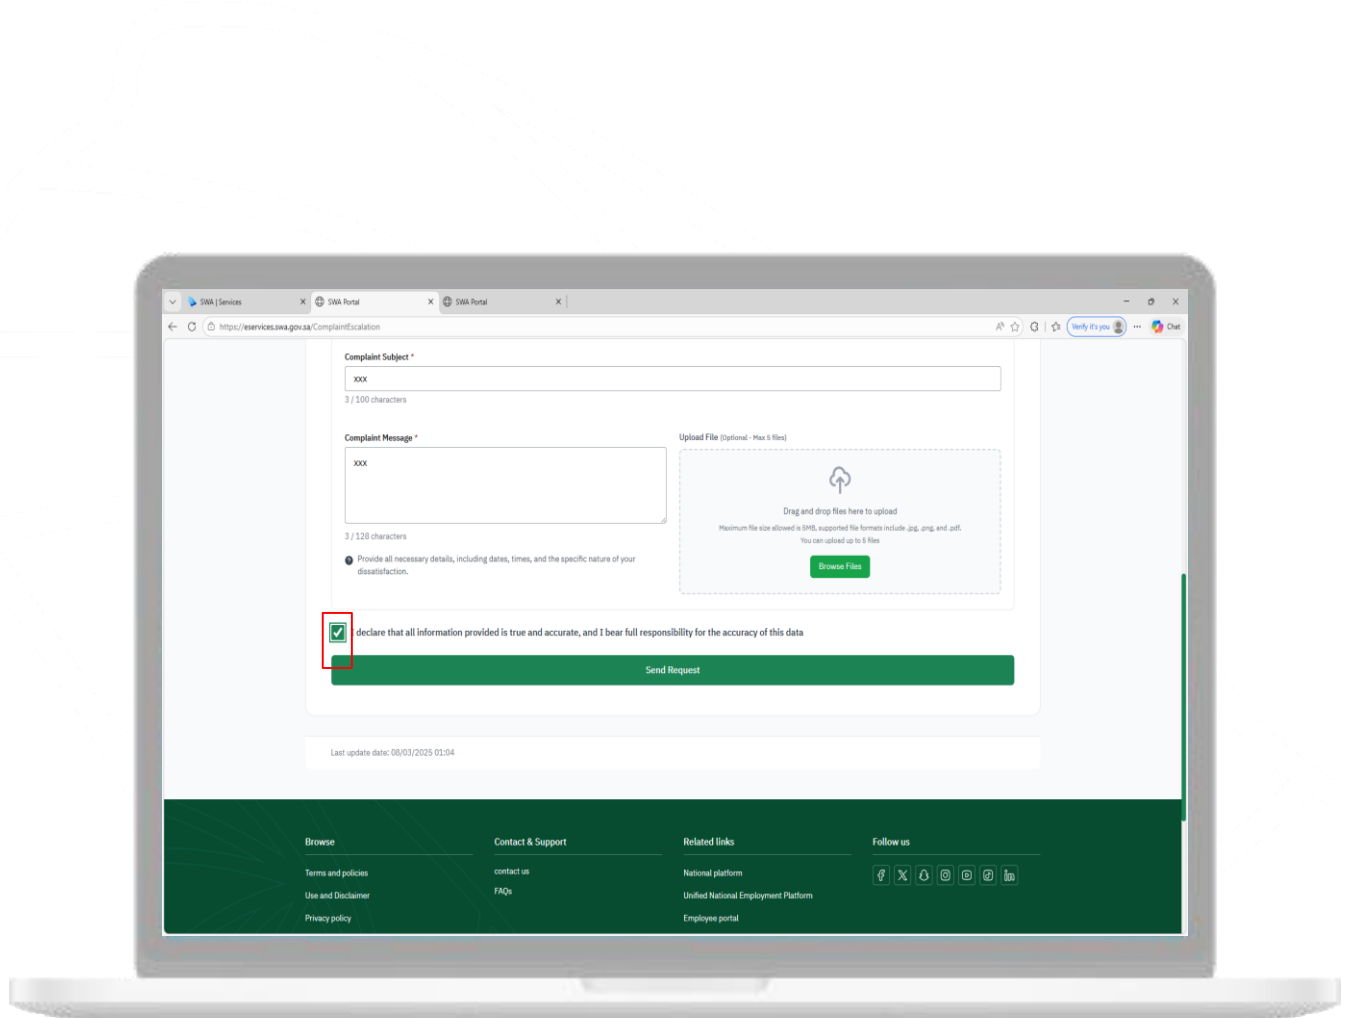 SWA | Services
SWA Portal
SWA Portal
https://eservices.swa.gov.sa/ComplaintEscalation
Verify it's you
Chat
Complaint Subject *
xxx
3 / 100 characters
Complaint Message *
xxx
3 / 128 characters
Provide all necessary details, including dates, times, and the specific nature of your
dissatisfaction.
Upload File (Optional - Max 5 files)
Drag and drop files here to upload
Maximum file size allowed is 5MB, supported file formats include .jpg, .png, and .pdf.
You can upload up to 5 files
Browse Files
I declare that all information provided is true and accurate, and I bear full responsibility for the accuracy of this data
Send Request
Last update date: 08/03/2025 01:04
Browse
Terms and policies
Use and Disclaimer
Privacy policy
Contact & Support
contact us
FAQs
Related links
National platform
Unified National Employment Platform
Employee portal
Follow us